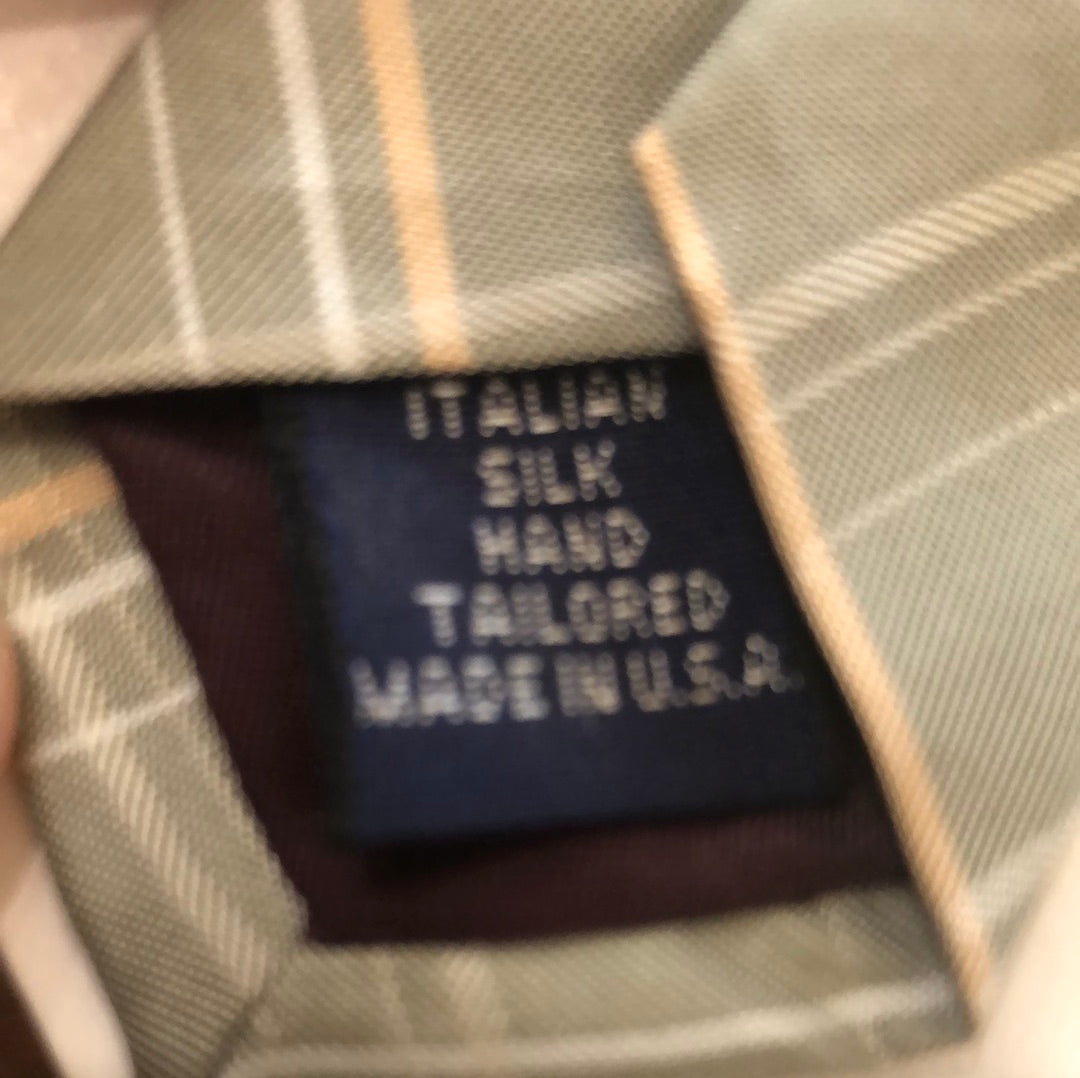 ITALIAN
SILK
HAND
TAILORED
MADE IN U.S.A.